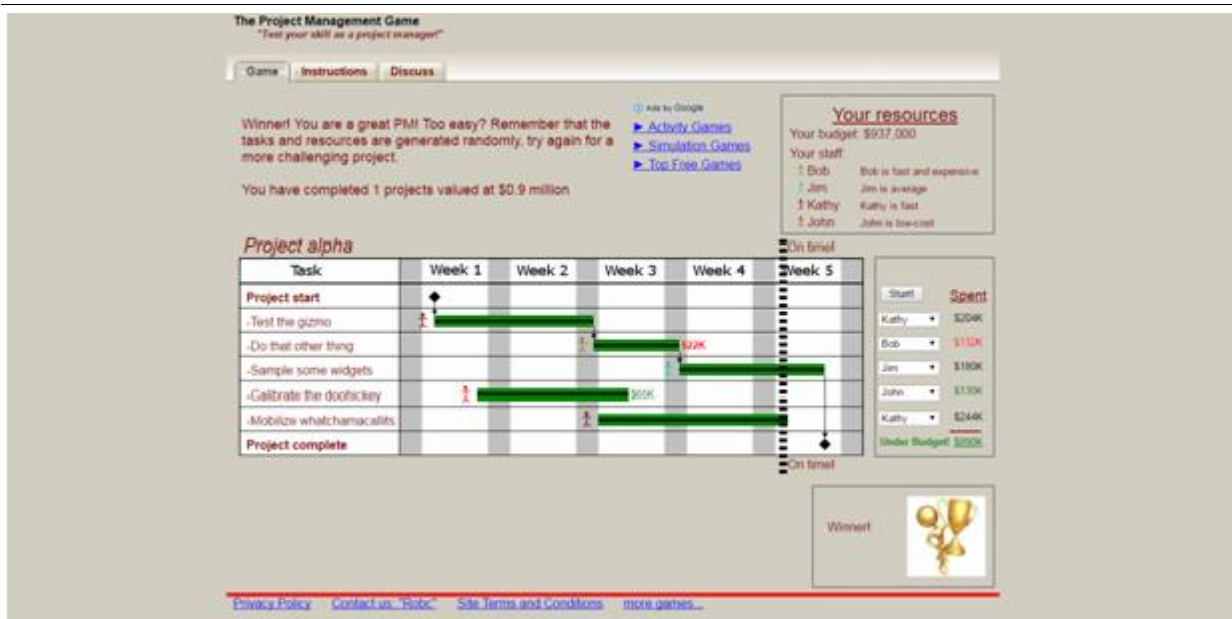 The Project Management Game
"Test your skill as a project manager!"
Game Instructions Discuss
Winner! You are a great PM! Too easy? Remember that the
tasks and resources are generated randomly, try again for a
more challenging project.
You have completed 1 projects valued at $0.9 million
Ads by Google
► Activity Games
► Simulation Games
► Top Free Games
Your resources
Your budget: $937,000
Your staff:
Bob Bob is fast and expensive
Jim Jim is average
Kathy Kathy is fast
John John is low-cost
Project alpha
On time!
Task Week 1 Week 2 Week 3 Week 4 Week 5
Project start
-Test the gizmo
-Do that other thing $22K
-Sample some widgets
-Calibrate the doohickey $65K
-Mobilize whatchamacallits
Project complete
Start! Spent
Kathy $204K
Bob $132K
Jim $180K
John $130K
Kathy $244K
Under Budget!
On time!
Winner!
Privacy Policy Contact us: "Robc" Site Terms and Conditions more games...